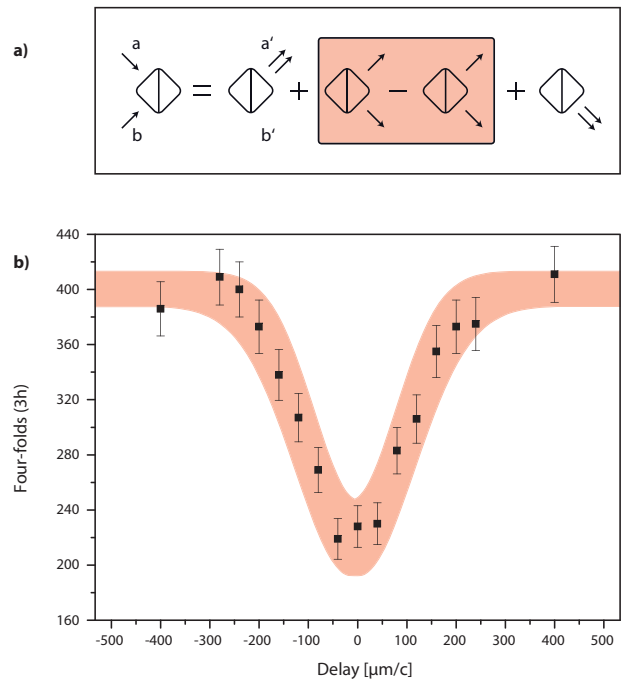 a)
a a'
= + − +
b b'
b)
Four-folds (3h)
440
400
360
320
280
240
200
160
-500 -400 -300 -200 -100 0 100 200 300 400 500
Delay [µm/c]